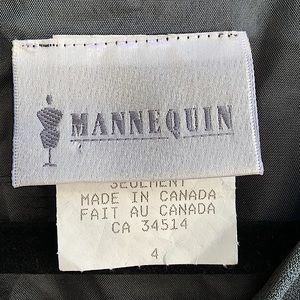 MANNEQUIN
SEULEMENT
MADE IN CANADA
FAIT AU CANADA
CA 34514
4